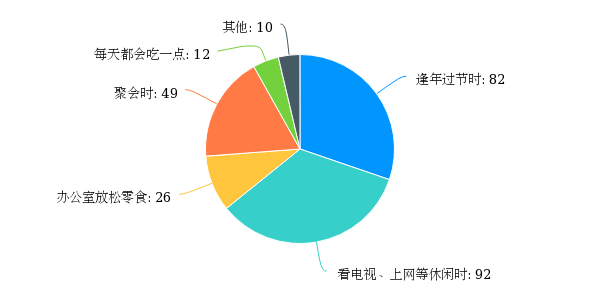 其他: 10
每天都会吃一点: 12
逢年过节时: 82
聚会时: 49
办公室放松零食: 26
看电视、上网等休闲时: 92